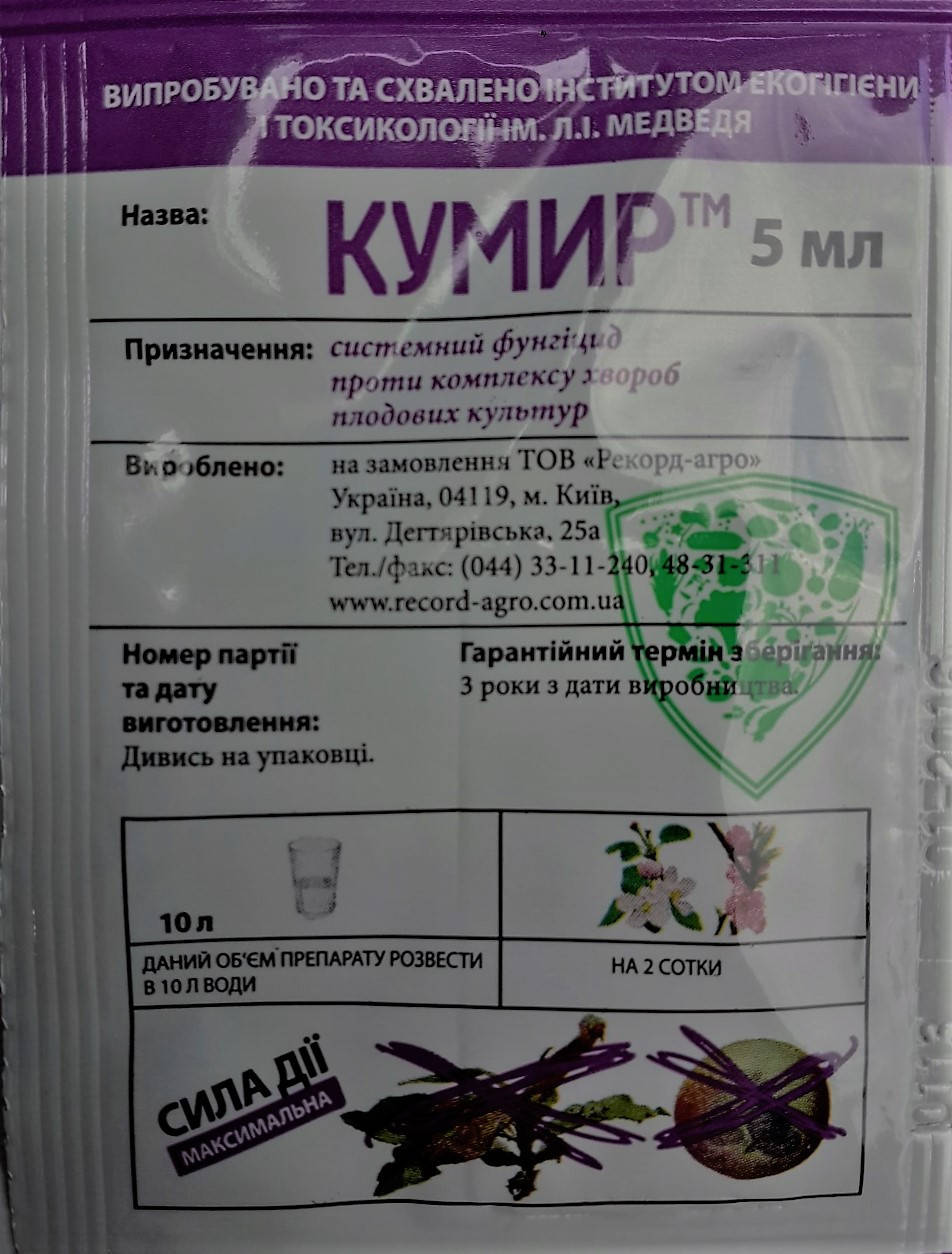 ВИПРОБУВАНО ТА СХВАЛЕНО ІНСТИТУТОМ ЕКОГІГІЄНИ
І ТОКСИКОЛОГІЇ ІМ. Л.І. МЕДВЕДЯ
Назва: КУМИР™ 5 мл
Призначення: системний фунгіцид
проти комплексу хвороб
плодових культур
Вироблено: на замовлення ТОВ «Рекорд-агро»
Україна, 04119, м. Київ,
вул. Дегтярівська, 25а
Тел./факс: (044) 33-11-240, 48-31-311
www.record-agro.com.ua
Номер партії
та дату
виготовлення:
Дивись на упаковці.
Гарантійний термін зберігання:
3 роки з дати виробництва.
10 л
ДАНИЙ ОБ'ЄМ ПРЕПАРАТУ РОЗВЕСТИ
В 10 Л ВОДИ
НА 2 СОТКИ
СИЛА ДІЇ
МАКСИМАЛЬНА